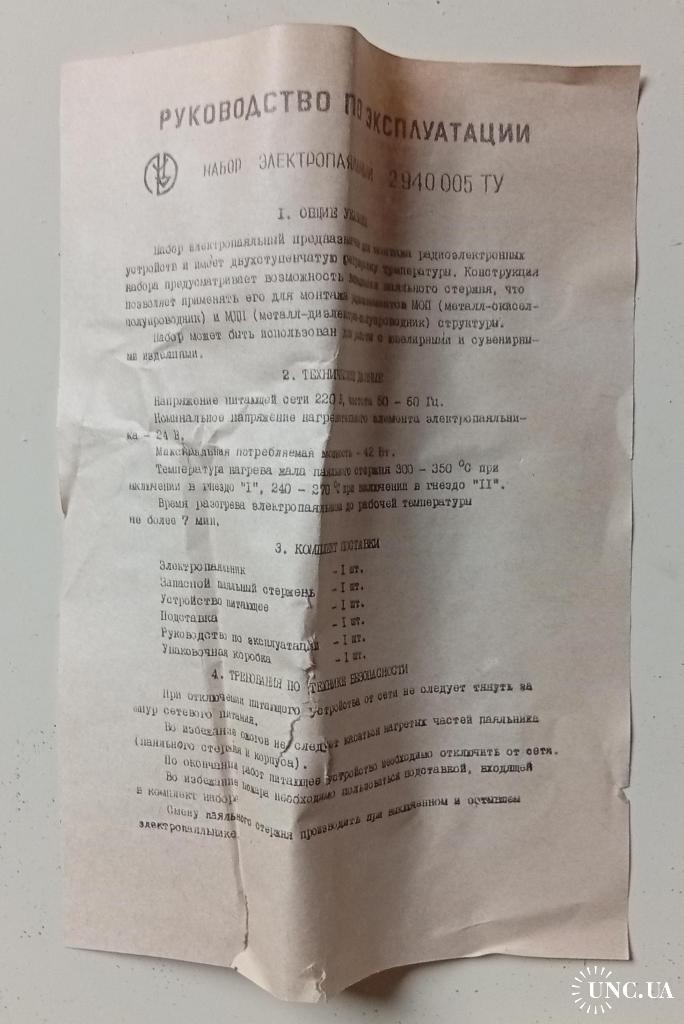 РУКОВОДСТВО ПО ЭКСПЛУАТАЦИИ
НАБОР ЭЛЕКТРОПАЯЛЬНЫЙ 2940005 ТУ
I. ОБЩИЕ
Набор электропаяльный предназначен для монтажа радиоэлектронных
устройств и имеет двухступенчатую температуры. Конструкция
набора предусматривает возможность паяльного стержня, что
позволяет применять его для монтажа МОП (металл-окисел-
полупроводник) и МДП (металл-диэлектрик-полупроводник) структуры.
Набор может быть использован для работы с ювелирными и сувенирны-
ми изделиями.
2. ТЕХНИЧЕСКИЕ ДАННЫЕ
Напряжение питающей сети 220 В, частота 50 - 60 Гц.
Номинальное напряжение нагревательного элемента электропаяльни-
ка - 24 В.
Максимальная потребляемая мощность - 42 Вт.
Температура нагрева жала паяльного стержня 300 - 350 °С при
включении в гнездо "I", 240 - 270 °С при включении в гнездо "II".
Время разогрева электропаяльников до рабочей температуры
не более 7 мин.
3. КОМПЛЕКТ ПОСТАВКИ
Электропаяльник - I шт.
Запасной паяльный стержень - I шт.
Устройство питающее - I шт.
Подставка - I шт.
Руководство по эксплуатации - I шт.
Упаковочная коробка - I шт.
4. ТРЕБОВАНИЯ ПО ТЕХНИКЕ БЕЗОПАСНОСТИ
При отключении питающего устройства от сети не следует тянуть за
шнур сетевого питания.
Во избежание ожогов не следует касаться нагретых частей паяльника
(паяльного стержня и корпуса).
По окончании работ питающее устройство необходимо отключить от сети.
Во избежание пожара необходимо пользоваться подставкой, входящей
в комплект набора.
Смену паяльного стержня производить при выключенном и остывшем
электропаяльнике.
UNC.UA